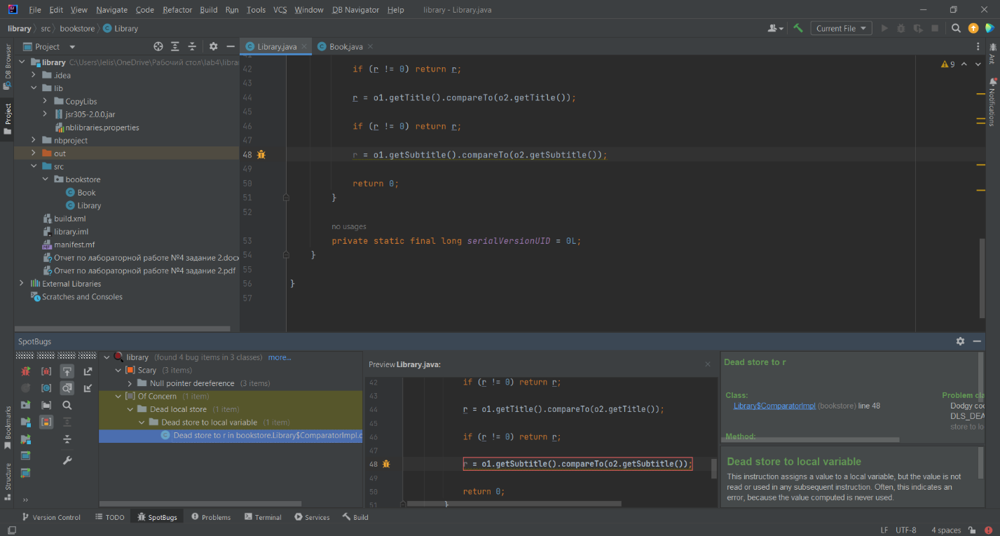 File Edit View Navigate Code Refactor Build Run Tools VCS Window DB Navigator Help library - Library.java
library src bookstore Library Current File
DB Browser
Project
Bookmarks
Structure
Project
library C:\Users\lelis\OneDrive\Рабочий стол\lab4\librar
.idea
lib
CopyLibs
jsr305-2.0.0.jar
nblibraries.properties
nbproject
out
src
bookstore
Book
Library
build.xml
library.iml
manifest.mf
Отчет по лабораторной работе №4 задание 2.docx
Отчет по лабораторной работе №4 задание 2.pdf
External Libraries
Scratches and Consoles
Library.java Book.java
9
41
42 if (r != 0) return r;
43
44 r = o1.getTitle().compareTo(o2.getTitle());
45
46 if (r != 0) return r;
47
48 r = o1.getSubtitle().compareTo(o2.getSubtitle());
49
50 return 0;
51 }
52
no usages
53 private static final long serialVersionUID = 0L;
54 }
55
56 }
57
Ant
Notifications
SpotBugs
library (found 4 bug items in 3 classes) more...
Scary (3 items)
Null pointer dereference (3 items)
Of Concern (1 item)
Dead local store (1 item)
Dead store to local variable (1 item)
Dead store to r in bookstore.Library$ComparatorImpl.c
Preview Library.java:
42 if (r != 0) return r;
43
44 r = o1.getTitle().compareTo(o2.getTitle());
45
46 if (r != 0) return r;
47
48 r = o1.getSubtitle().compareTo(o2.getSubtitle());
49
50 return 0;
51 }
Dead store to r
Class: Problem cla
Library$ComparatorImpl (bookstore) line 48 Dodgy coc
DLS_DEA
store to lo
Method:
Dead store to local variable
This instruction assigns a value to a local variable, but the value is not
read or used in any subsequent instruction. Often, this indicates an
error, because the value computed is never used.
Version Control TODO SpotBugs Problems Terminal Services Build
LF UTF-8 4 spaces